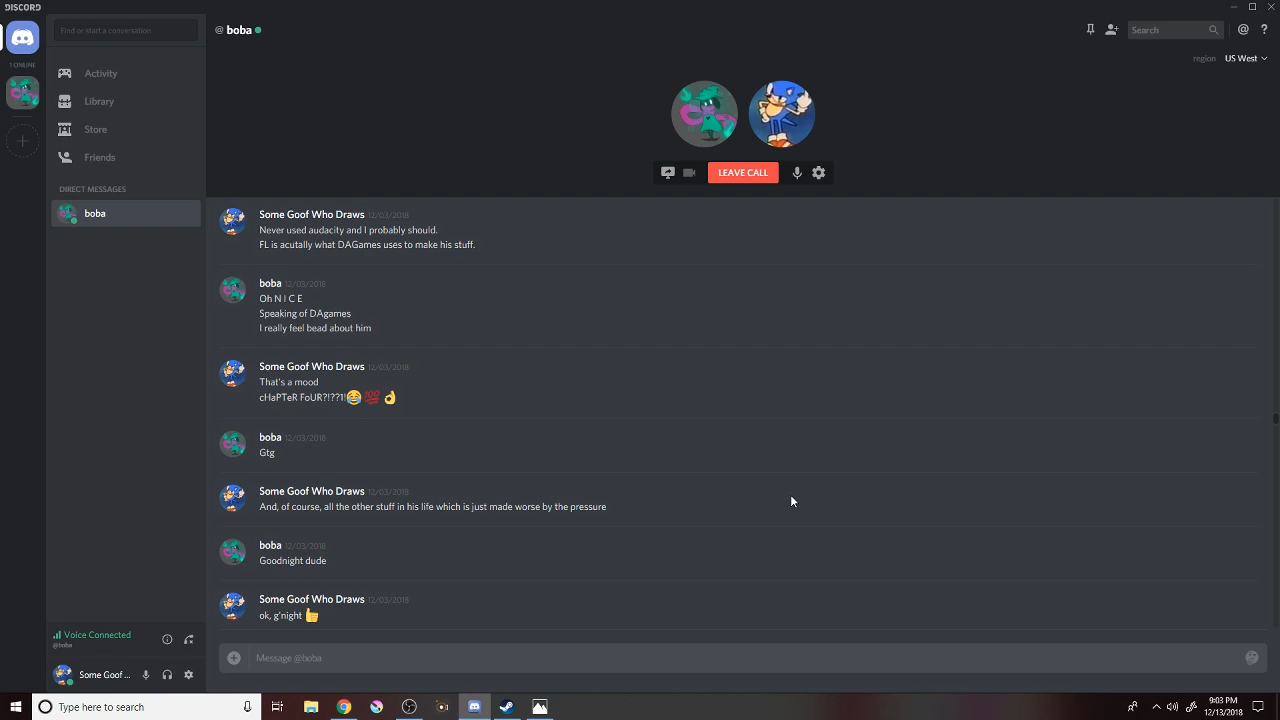 DISCORD
Find or start a conversation
@ boba
Search
1 ONLINE
region US West
Activity
Library
Store
Friends
LEAVE CALL
DIRECT MESSAGES
boba
Some Goof Who Draws 12/03/2018
Never used audacity and I probably should.
FL is acutally what DAGames uses to make his stuff.
boba 12/03/2018
Oh N I C E
Speaking of DAgames
I really feel bead about him
Some Goof Who Draws 12/03/2018
That's a mood
cHaPTeR FoUR?!??1!😂 💯 👌
boba 12/03/2018
Gtg
Some Goof Who Draws 12/03/2018
And, of course, all the other stuff in his life which is just made worse by the pressure
boba 12/03/2018
Goodnight dude
Some Goof Who Draws 12/03/2018
ok, g'night 👍
Voice Connected
@boba
Message @boba
Some Goof ...
Type here to search
9:03 PM
12/13/2018